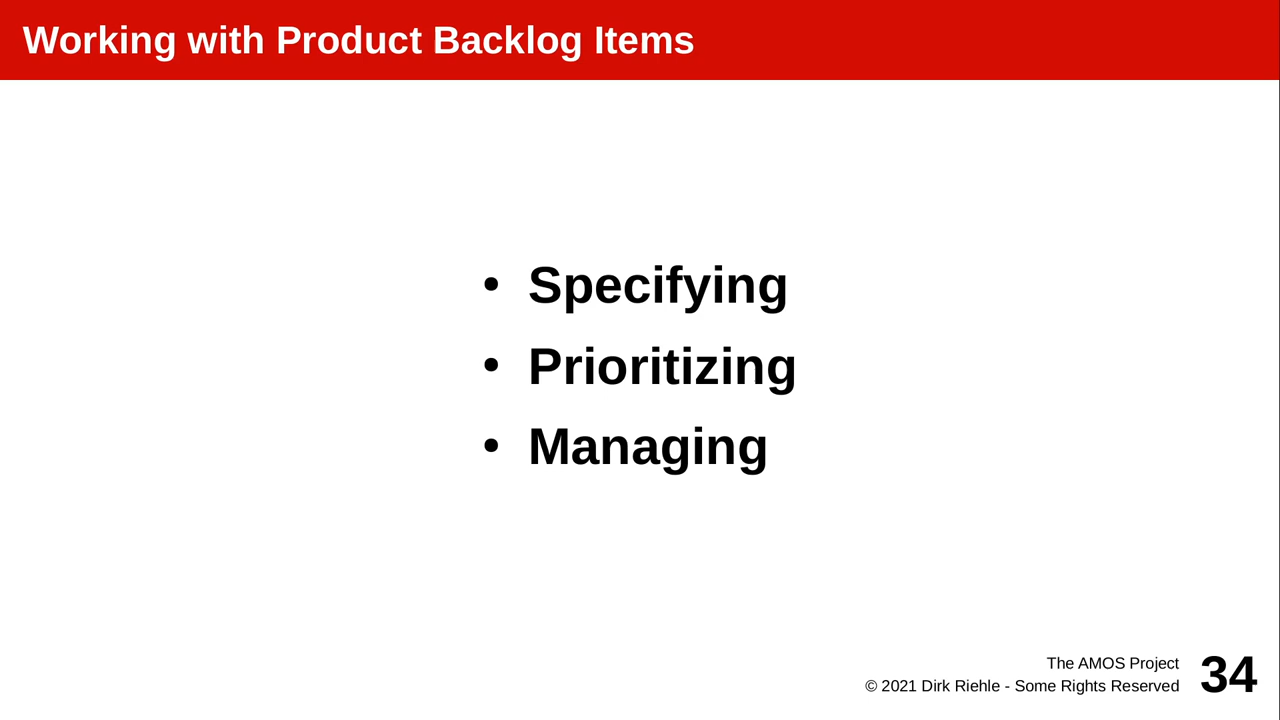 Working with Product Backlog Items
• Specifying
• Prioritizing
• Managing
The AMOS Project
© 2021 Dirk Riehle - Some Rights Reserved
34